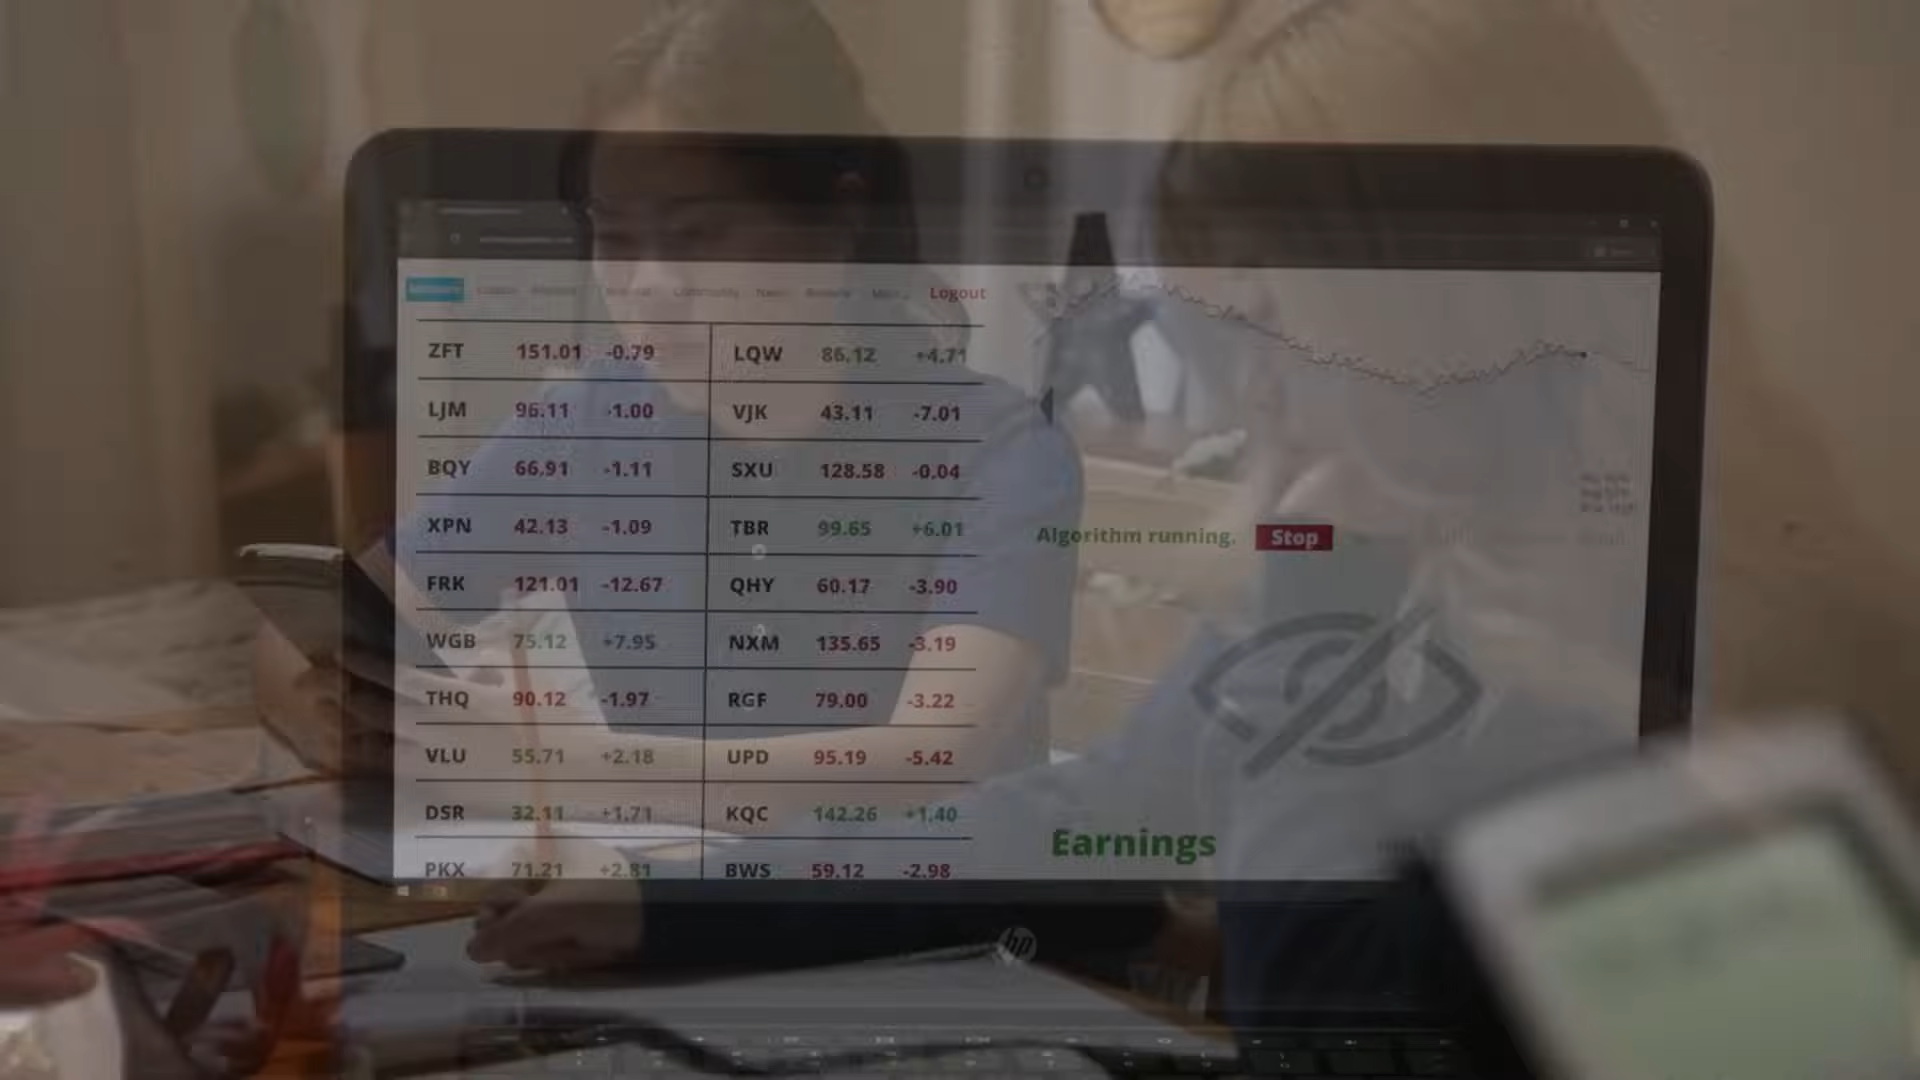 Logout
ZFT 151.01 -0.79 LQW 86.12 +4.71
LJM 96.11 -1.00 VJK 43.11 -7.01
BQY 66.91 -1.11 SXU 128.58 -0.04
XPN 42.13 -1.09 TBR 99.65 +6.01
FRK 121.01 -12.67 QHY 60.17 -3.90
WGB 75.12 +7.95 NXM 135.65 -3.19
THQ 90.12 -1.97 RGF 79.00 -3.22
VLU 55.71 +2.18 UPD 95.19 -5.42
DSR 32.11 +1.71 KQC 142.26 +1.40
PKX 71.21 +2.81 BWS 59.12 -2.98
Algorithm running. Stop
Earnings
hp